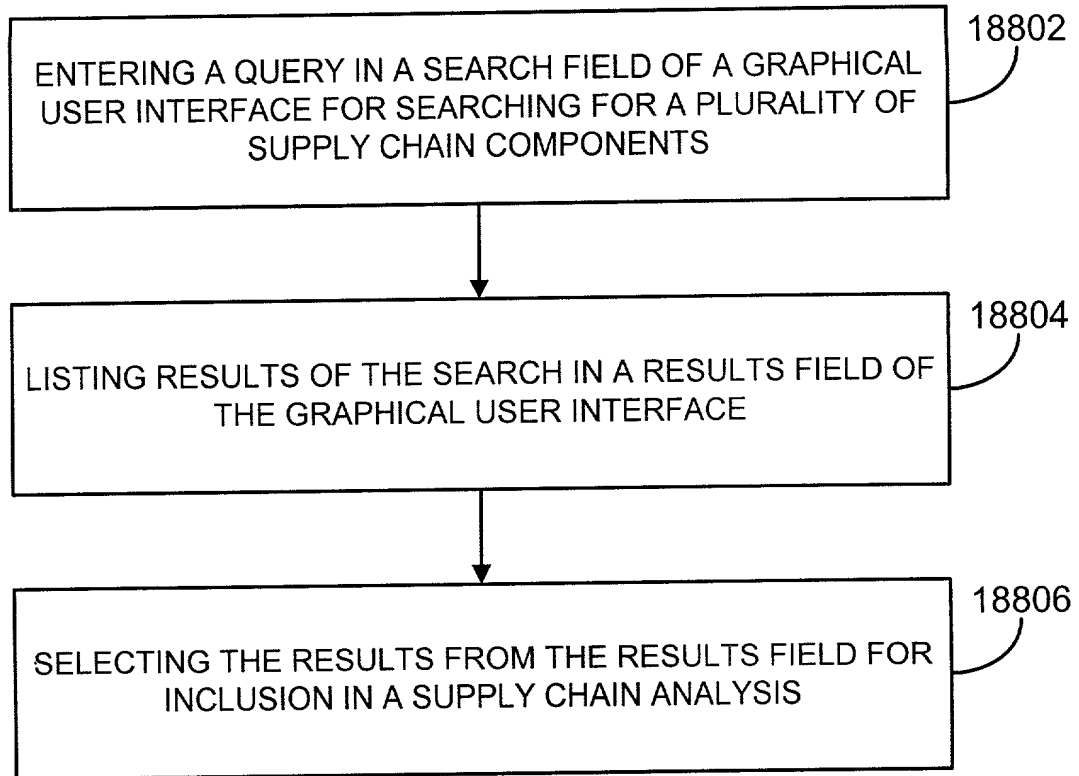 18802
ENTERING A QUERY IN A SEARCH FIELD OF A GRAPHICAL
USER INTERFACE FOR SEARCHING FOR A PLURALITY OF
SUPPLY CHAIN COMPONENTS
18804
LISTING RESULTS OF THE SEARCH IN A RESULTS FIELD OF
THE GRAPHICAL USER INTERFACE
18806
SELECTING THE RESULTS FROM THE RESULTS FIELD FOR
INCLUSION IN A SUPPLY CHAIN ANALYSIS